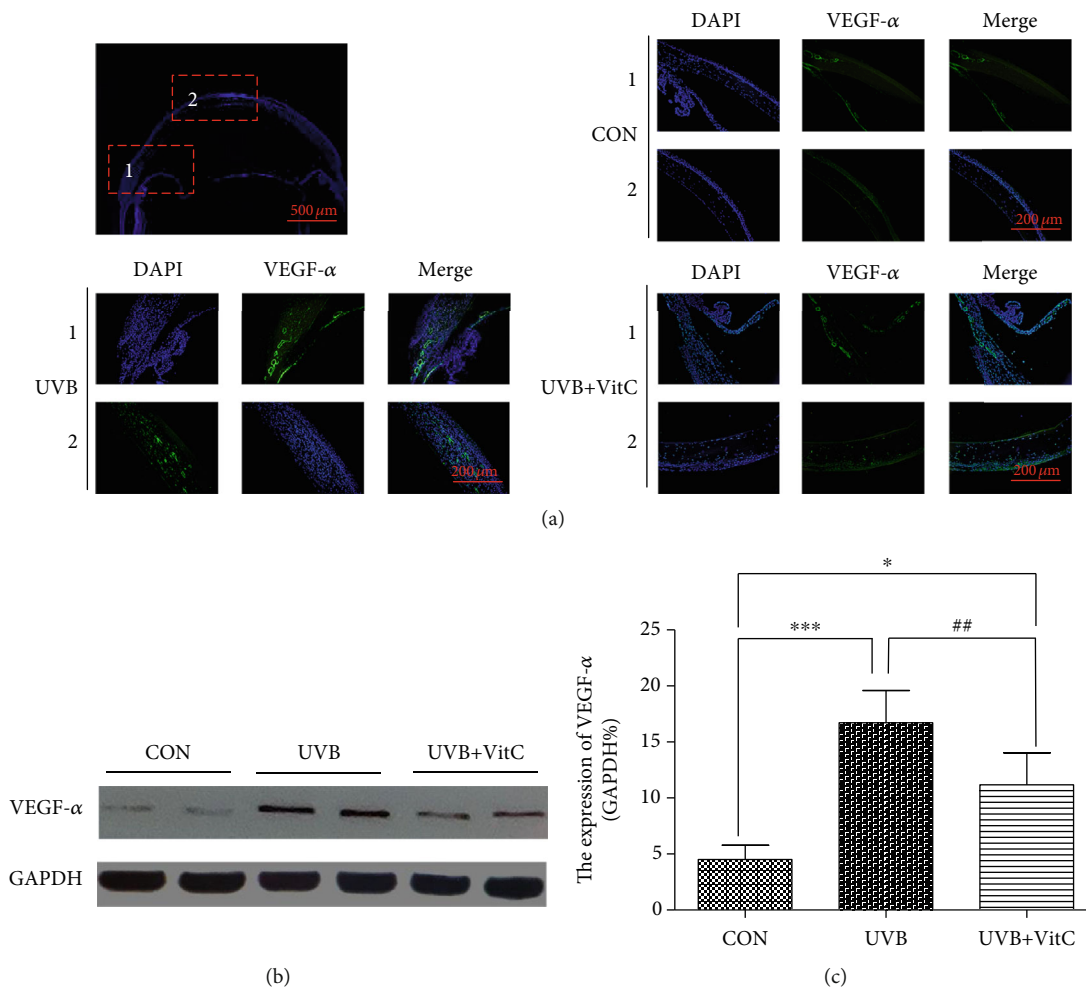 2
1
500 μm
DAPI VEGF-α Merge
1
UVB
2
200 μm
DAPI VEGF-α Merge
1
CON
2
200 μm
DAPI VEGF-α Merge
1
UVB+VitC
2
200 μm
(a)
CON UVB UVB+VitC
VEGF-α
GAPDH
(b)
The expression of VEGF-α
(GAPDH%)
25
20
15
10
5
0
*
*** ##
CON UVB UVB+VitC
(c)